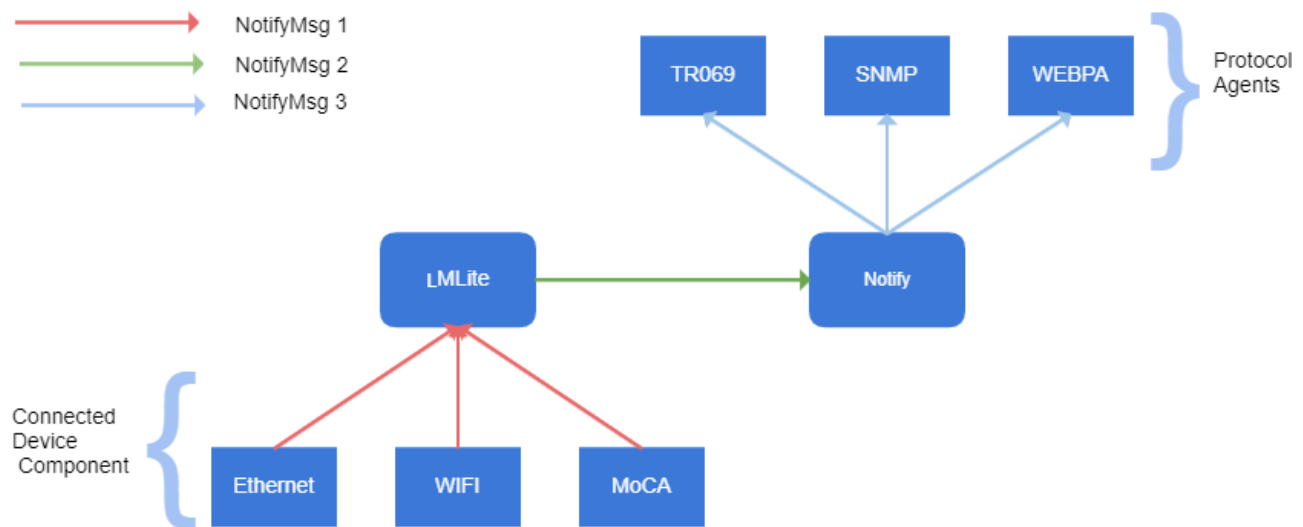 NotifyMsg 1
NotifyMsg 2
NotifyMsg 3
TR069
SNMP
WEBPA
Protocol
Agents
LMLite
Notify
Connected
Device
Component
Ethernet
WIFI
MoCA